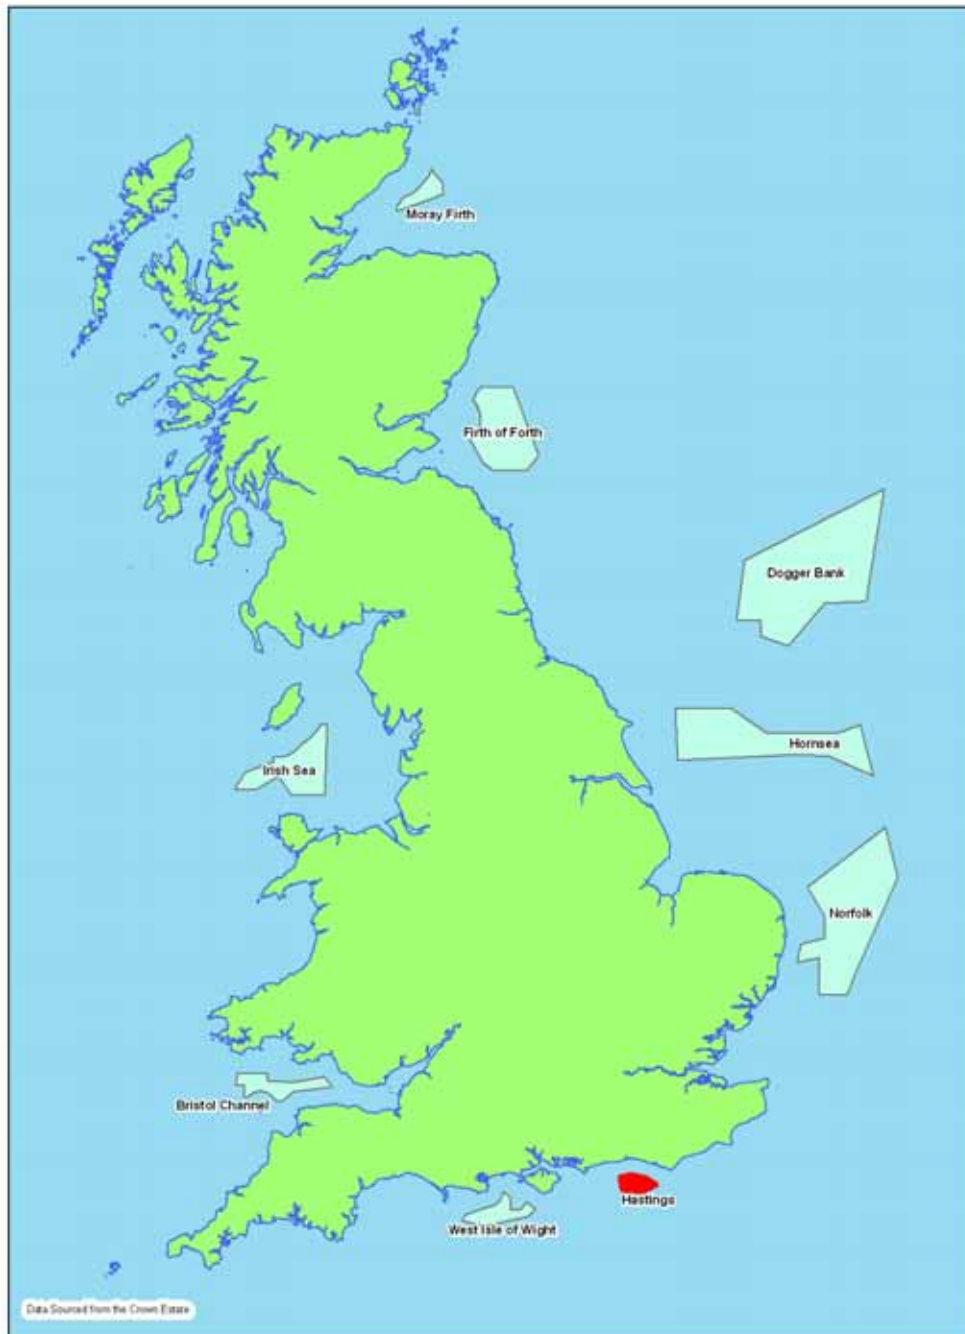 Moray Firth
Firth of Forth
Dogger Bank
Hornsea
Irish Sea
Norfolk
Bristol Channel
Hastings
West Isle of Wight
Data Sourced from the Crown Estate